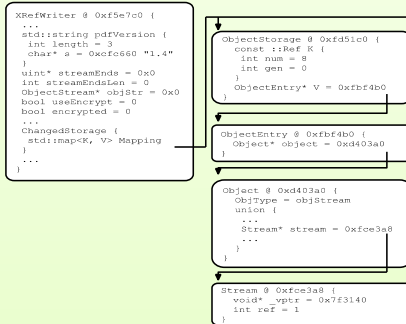 XRefWriter @ 0xf5e7c0 {
...
std::string pdfVersion {
int length = 3
char* s = 0xcfc660 "1.4"
}
uint* streamEnds = 0x0
int streamEndsLen = 0
ObjectStream* objStr = 0x0
bool useEncrypt = 0
bool encrypted = 0
...
ChangedStorage {
std::map<K, V> Mapping
}
...
}
ObjectStorage @ 0xfd51c0 {
const ::Ref K {
int num = 8
int gen = 0
}
ObjectEntry* V = 0xfbf4b0
}
ObjectEntry @ 0xfbf4b0 {
Object* object = 0xd403a0
}
Object @ 0xd403a0 {
ObjType = objStream
union {
...
Stream* stream = 0xfce3a8
...
}
}
Stream @ 0xfce3a8 {
void* _vptr = 0x7f3140
int ref = 1
}